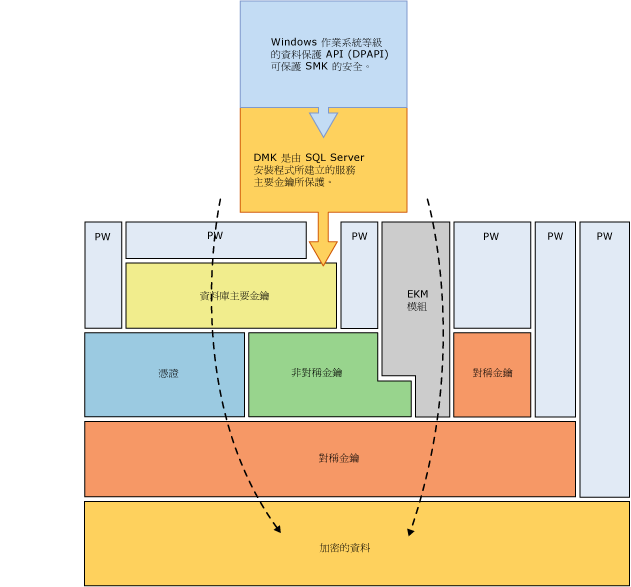 Windows 作業系統等級
的資料保護 API (DPAPI)
可保護 SMK 的安全。
DMK 是由 SQL Server
安裝程式所建立的服務
主要金鑰所保護。
PW
PW
PW
EKM
模組
PW
PW
PW
資料庫主要金鑰
憑證
非對稱金鑰
對稱金鑰
對稱金鑰
加密的資料